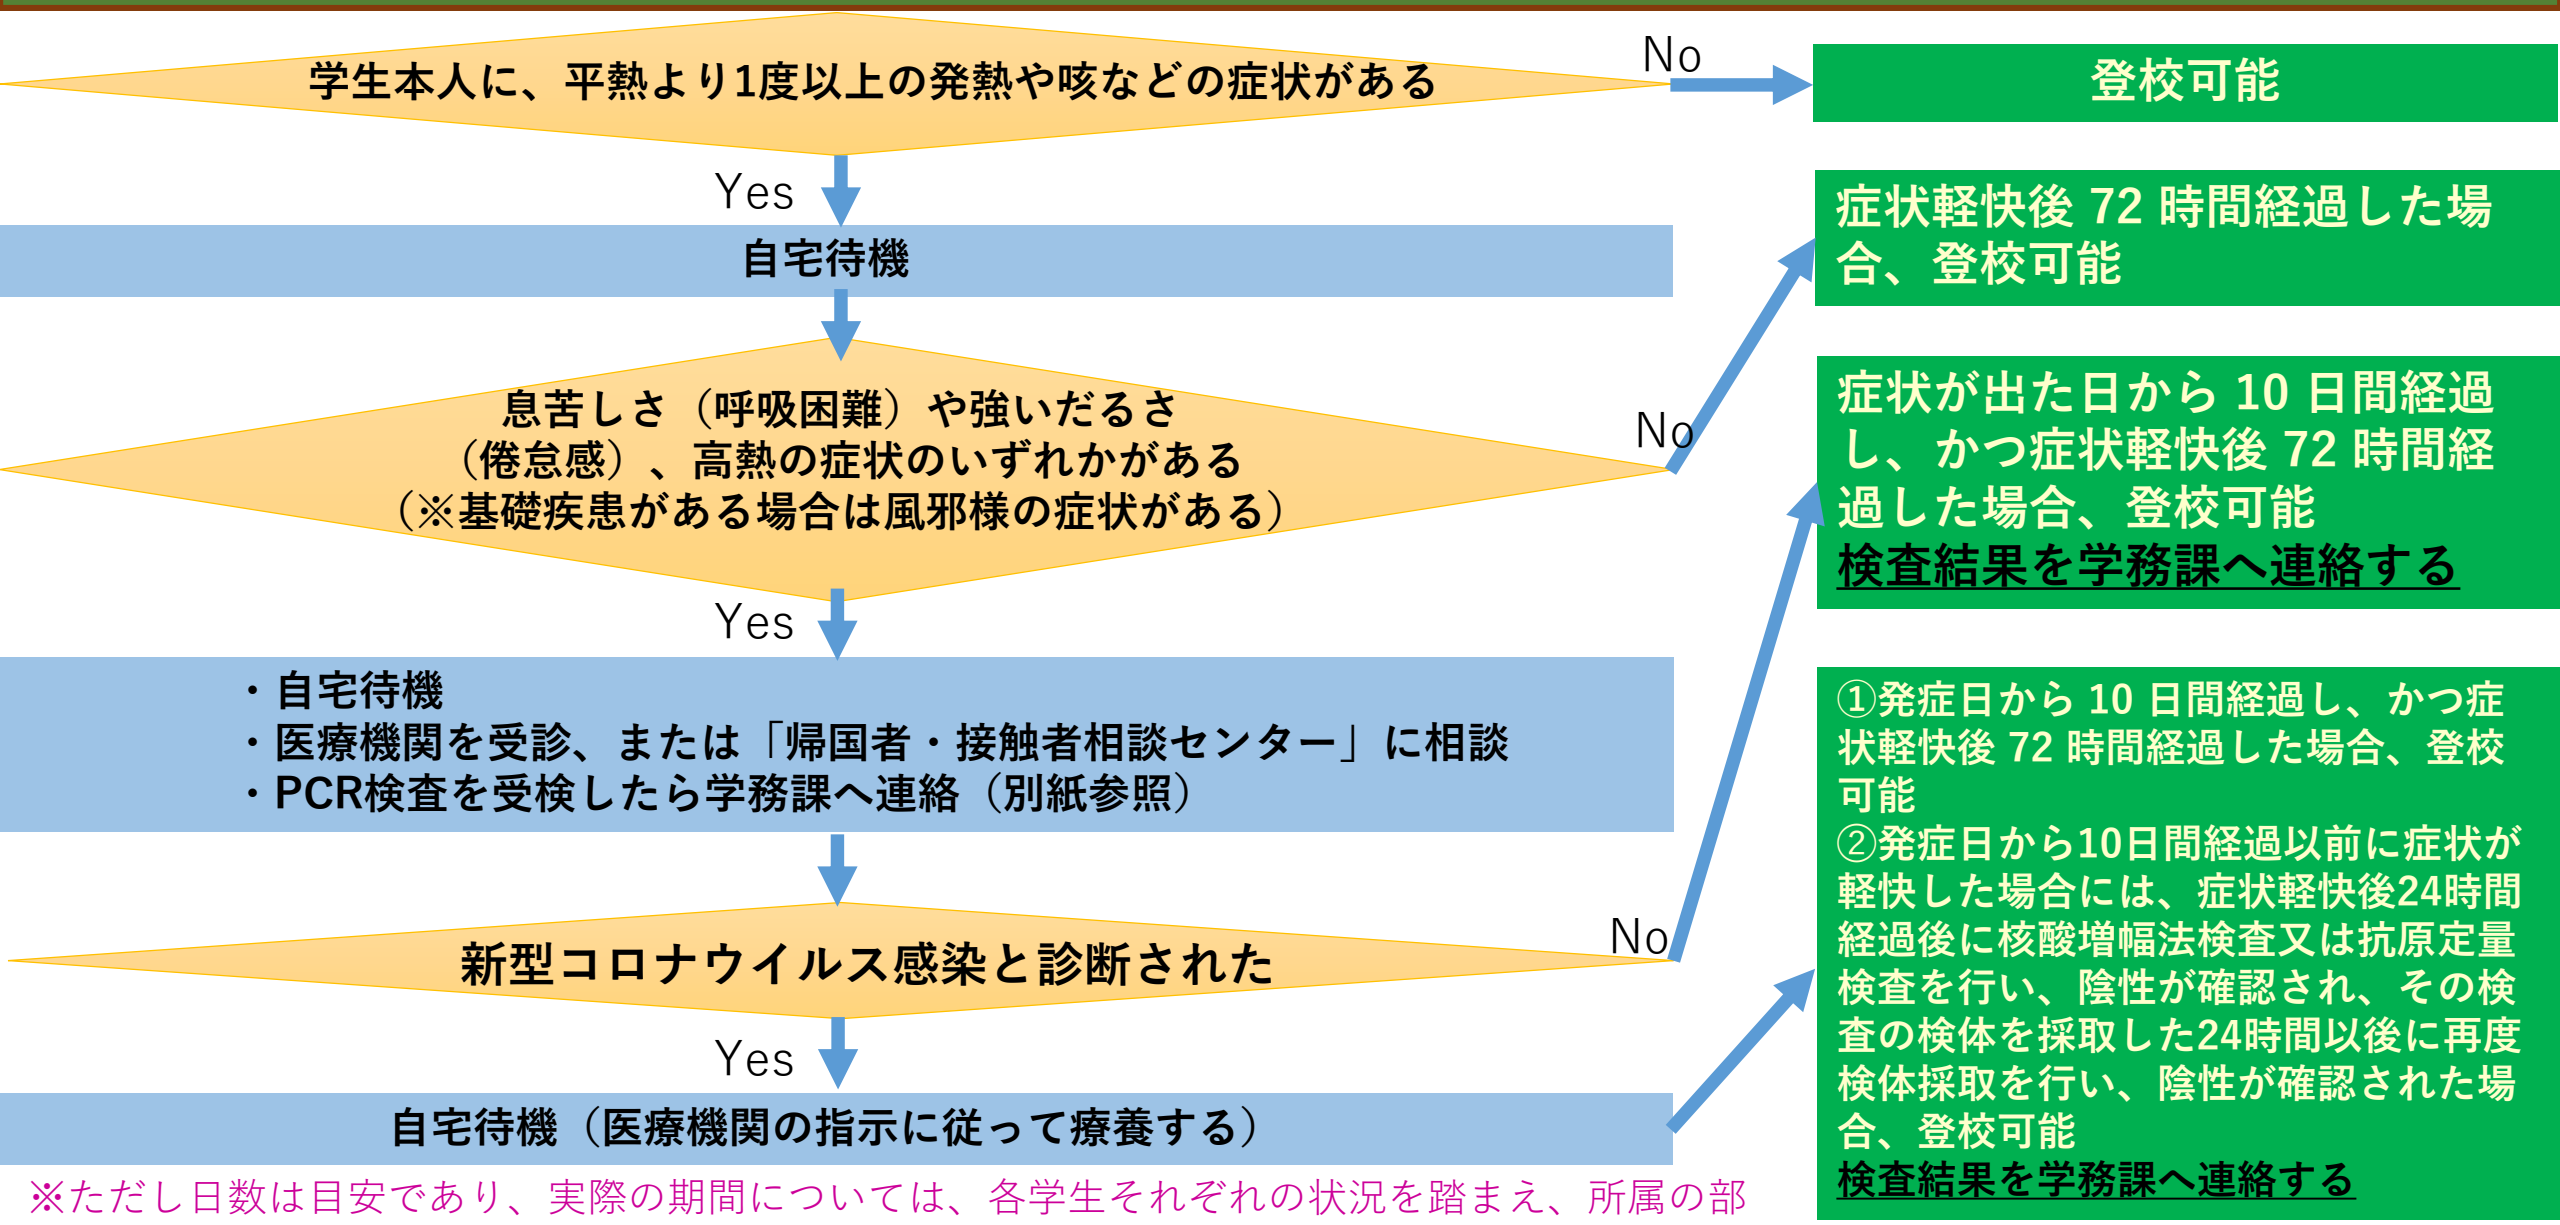 学生本人に、平熱より1度以上の発熱や咳などの症状がある
No
登校可能
Yes
自宅待機
症状軽快後 72 時間経過した場
合、登校可能
息苦しさ（呼吸困難）や強いだるさ
（倦怠感）、高熱の症状のいずれかがある
（※基礎疾患がある場合は風邪様の症状がある）
No
症状が出た日から 10 日間経過
し、かつ症状軽快後 72 時間経
過した場合、登校可能
検査結果を学務課へ連絡する
Yes
・自宅待機
・医療機関を受診、または「帰国者・接触者相談センター」に相談
・PCR検査を受検したら学務課へ連絡（別紙参照）
新型コロナウイルス感染と診断された
No
Yes
自宅待機（医療機関の指示に従って療養する）
①発症日から 10 日間経過し、かつ症
状軽快後 72 時間経過した場合、登校
可能
②発症日から10日間経過以前に症状が
軽快した場合には、症状軽快後24時間
経過後に核酸増幅法検査又は抗原定量
検査を行い、陰性が確認され、その検
査の検体を採取した24時間以後に再度
検体採取を行い、陰性が確認された場
合、登校可能
検査結果を学務課へ連絡する
※ただし日数は目安であり、実際の期間については、各学生それぞれの状況を踏まえ、所属の部